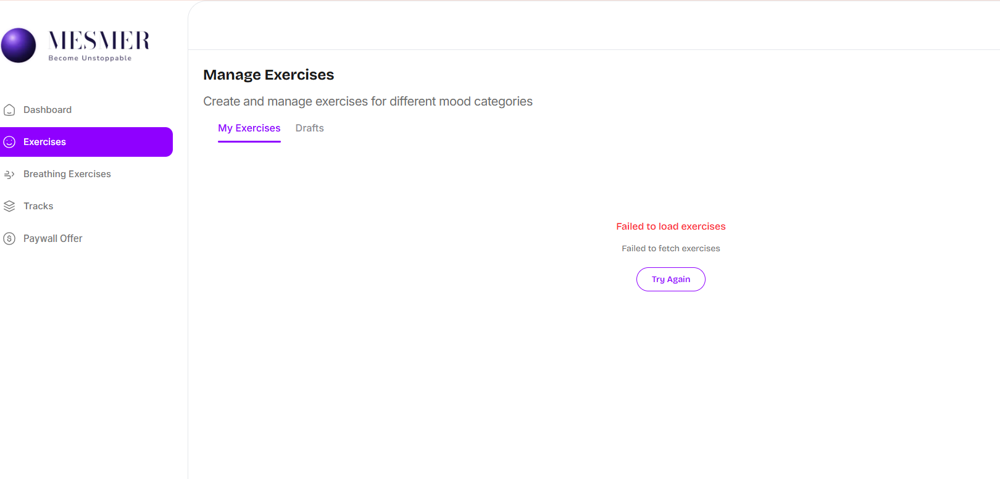 MESMER
Become Unstoppable
Dashboard
Exercises
Breathing Exercises
Tracks
Paywall Offer
Manage Exercises
Create and manage exercises for different mood categories
My Exercises
Drafts
Failed to load exercises
Failed to fetch exercises
Try Again